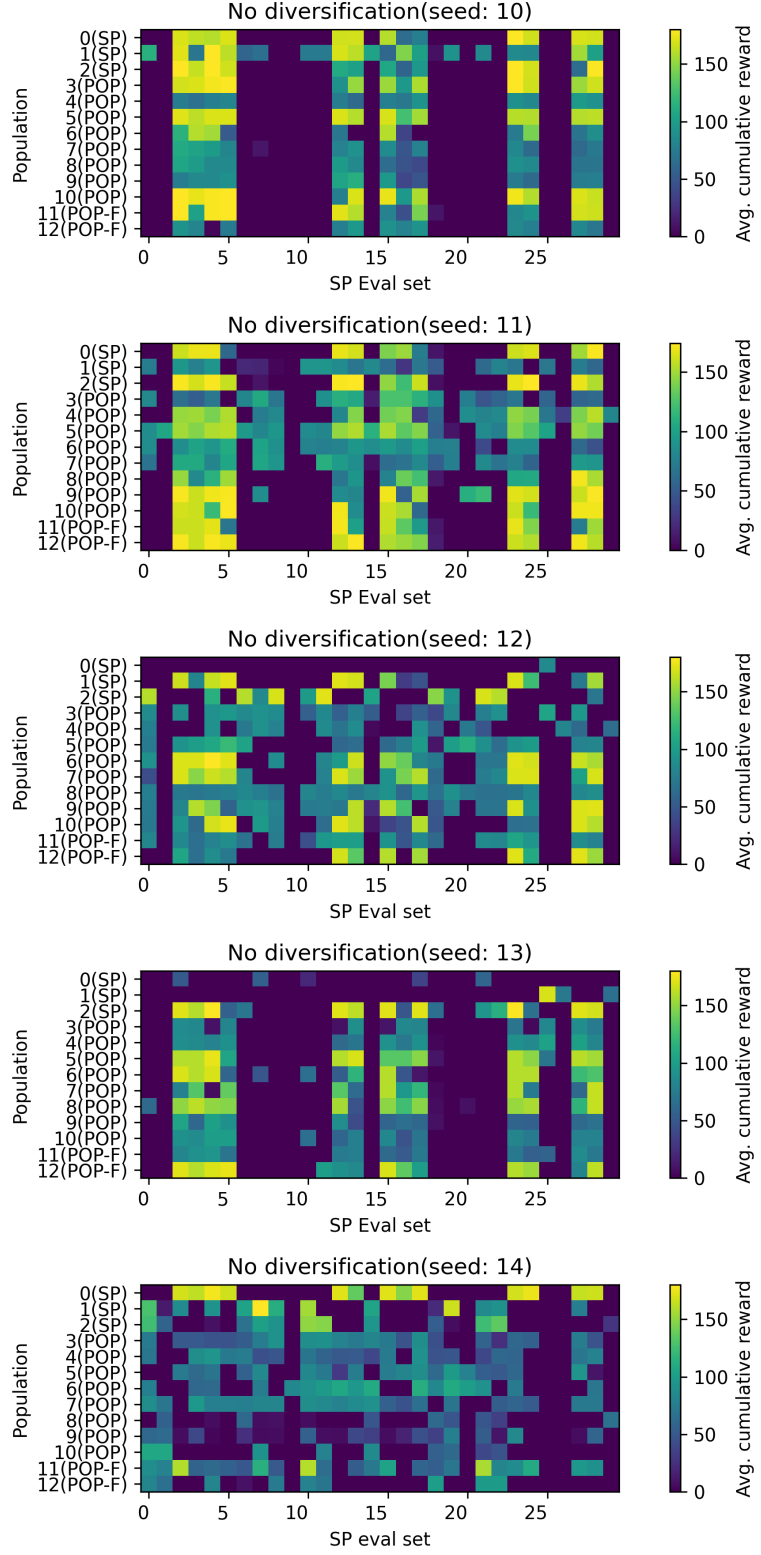 No diversification(seed: 10)
0(SP)
1(SP)
2(SP)
3(POP)
4(POP)
5(POP)
6(POP)
7(POP)
8(POP)
9(POP)
10(POP)
11(POP-F)
12(POP-F)
Population
0 5 10 15 20 25
SP Eval set
150
100
50
0
Avg. cumulative reward
No diversification(seed: 11)
0(SP)
1(SP)
2(SP)
3(POP)
4(POP)
5(POP)
6(POP)
7(POP)
8(POP)
9(POP)
10(POP)
11(POP-F)
12(POP-F)
Population
0 5 10 15 20 25
SP Eval set
150
100
50
0
Avg. cumulative reward
No diversification(seed: 12)
0(SP)
1(SP)
2(SP)
3(POP)
4(POP)
5(POP)
6(POP)
7(POP)
8(POP)
9(POP)
10(POP)
11(POP-F)
12(POP-F)
Population
0 5 10 15 20 25
SP Eval set
150
100
50
0
Avg. cumulative reward
No diversification(seed: 13)
0(SP)
1(SP)
2(SP)
3(POP)
4(POP)
5(POP)
6(POP)
7(POP)
8(POP)
9(POP)
10(POP)
11(POP-F)
12(POP-F)
Population
0 5 10 15 20 25
SP Eval set
150
100
50
0
Avg. cumulative reward
No diversification(seed: 14)
0(SP)
1(SP)
2(SP)
3(POP)
4(POP)
5(POP)
6(POP)
7(POP)
8(POP)
9(POP)
10(POP)
11(POP-F)
12(POP-F)
Population
0 5 10 15 20 25
SP eval set
150
100
50
0
Avg. cumulative reward